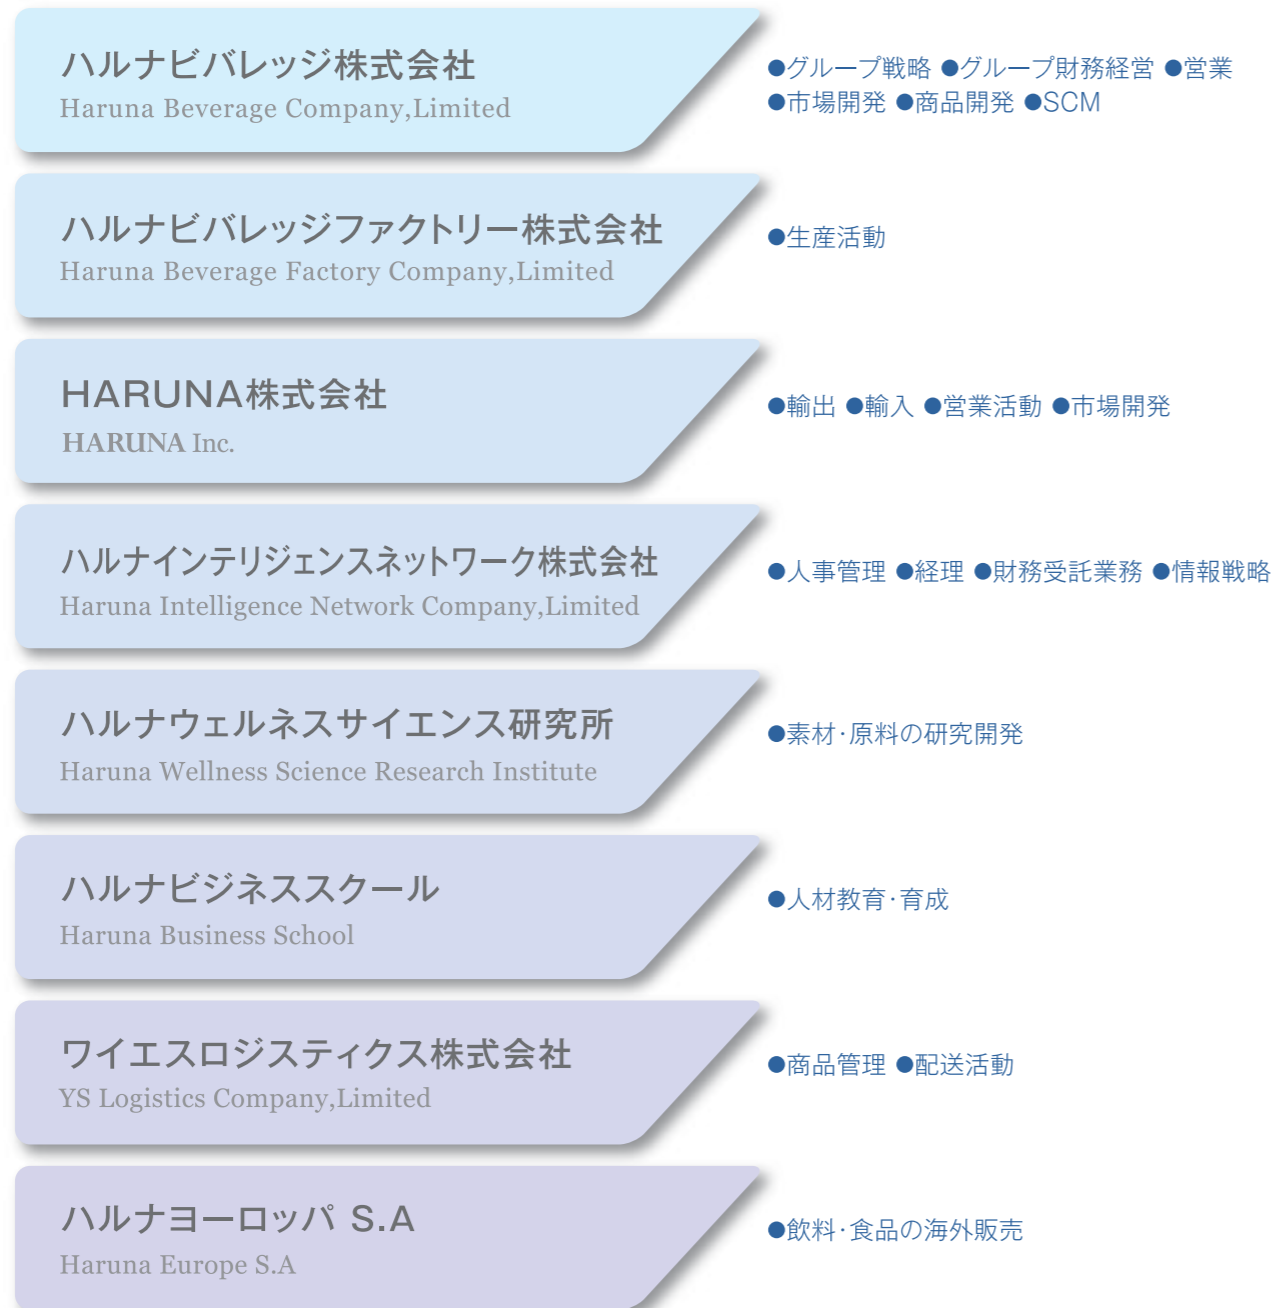 ハルナビバレッジ株式会社
Haruna Beverage Company,Limited
●グループ戦略 ●グループ財務経営 ●営業
●市場開発 ●商品開発 ●SCM
ハルナビバレッジファクトリー株式会社
Haruna Beverage Factory Company,Limited
●生産活動
HARUNA株式会社
HARUNA Inc.
●輸出 ●輸入 ●営業活動 ●市場開発
ハルナインテリジェンスネットワーク株式会社
Haruna Intelligence Network Company,Limited
●人事管理 ●経理 ●財務受託業務 ●情報戦略
ハルナウェルネスサイエンス研究所
Haruna Wellness Science Research Institute
●素材･原料の研究開発
ハルナビジネススクール
Haruna Business School
●人材教育･育成
ワイエスロジスティクス株式会社
YS Logistics Company,Limited
●商品管理 ●配送活動
ハルナヨーロッパ S.A
Haruna Europe S.A
●飲料･食品の海外販売